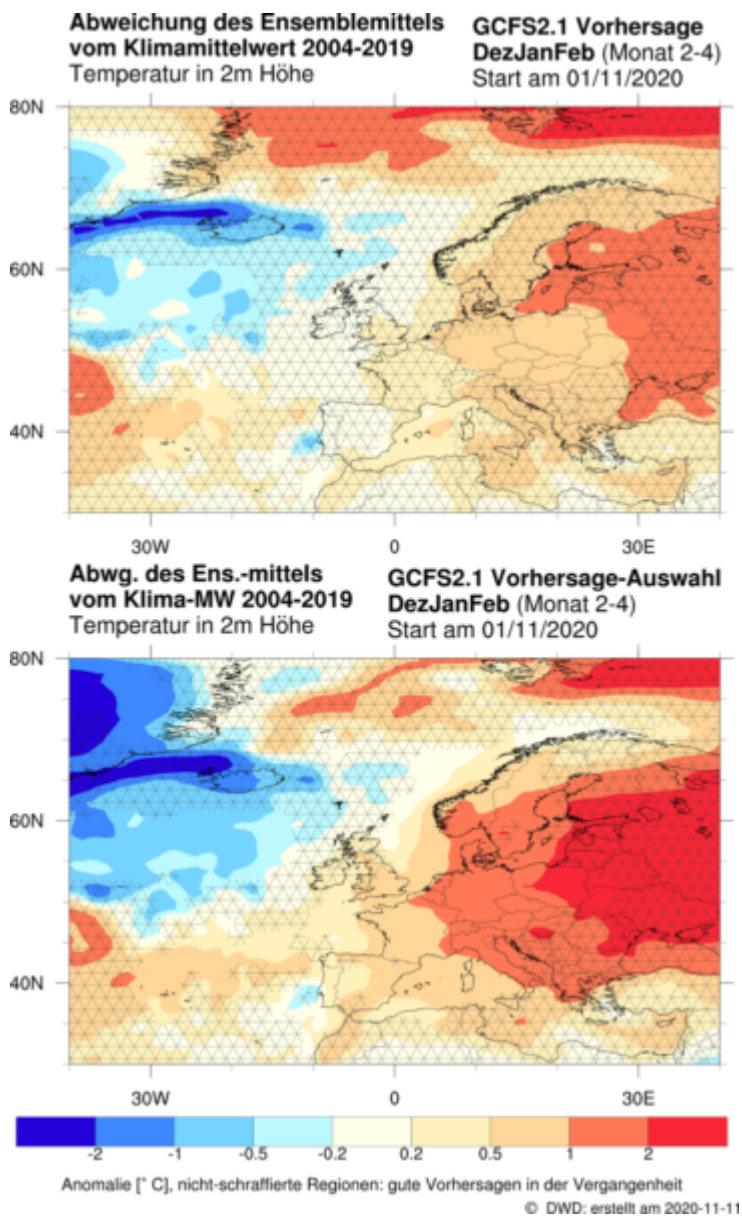 Abweichung des Ensemblemittels
vom Klimamittelwert 2004-2019
Temperatur in 2m Höhe
GCFS2.1 Vorhersage
DezJanFeb (Monat 2-4)
Start am 01/11/2020
80N
60N
40N
30W
0
30E
Abwg. des Ens.-mittels
vom Klima-MW 2004-2019
Temperatur in 2m Höhe
GCFS2.1 Vorhersage-Auswahl
DezJanFeb (Monat 2-4)
Start am 01/11/2020
80N
60N
40N
30W
0
30E
-2 -1 -0.5 -0.2 0.2 0.5 1 2
Anomalie [° C], nicht-schraffierte Regionen: gute Vorhersagen in der Vergangenheit
© DWD: erstellt am 2020-11-11